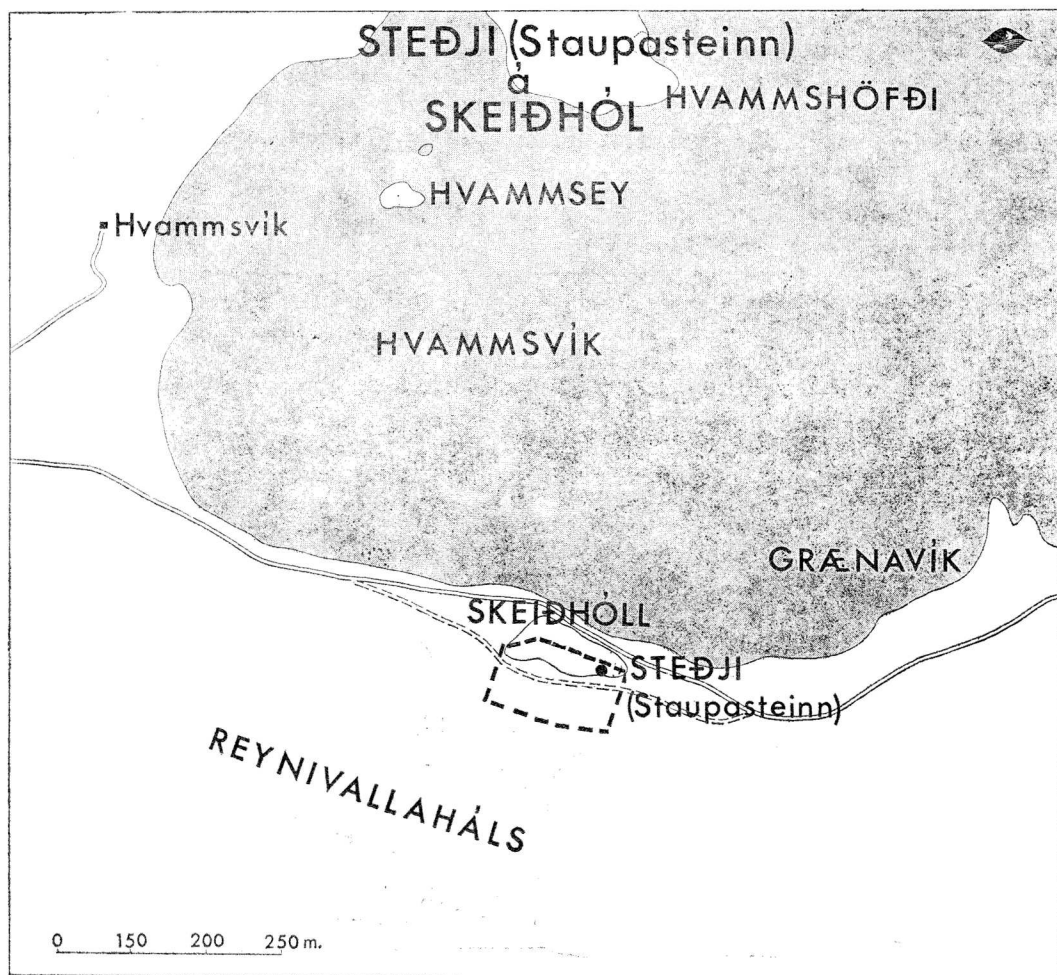 STEÐJI (Staupasteinn)
á
SKEIÐHÓL
HVAMMSHÖFÐI
HVAMMSEY
Hvammsvík
HVAMMSVÍK
GRÆNAVÍK
SKEIÐHÓLL
STEÐJI
(Staupasteinn)
REYNIVALLAHÁLS
0 150 200 250 m.